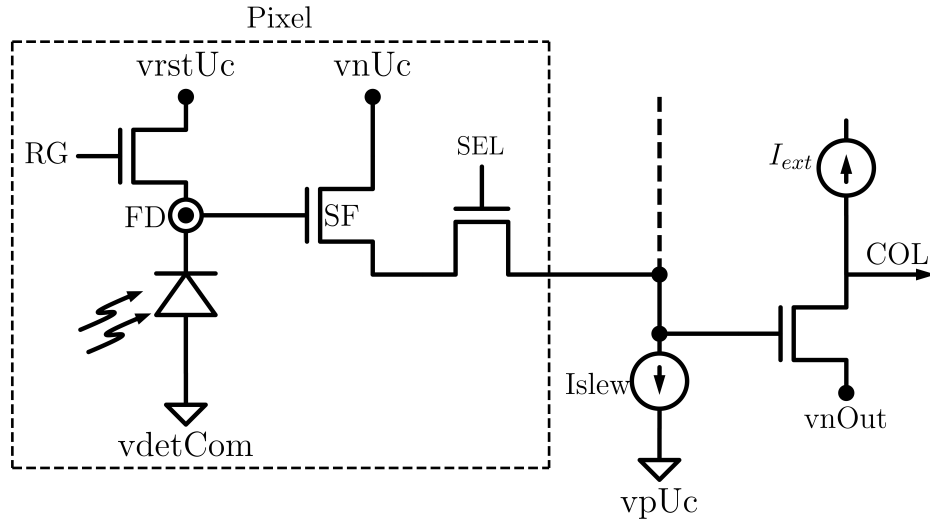 Pixel
vrstUc
vnUc
RG
SEL
I_ext
FD
SF
COL
Islew
vnOut
vdetCom
vpUc